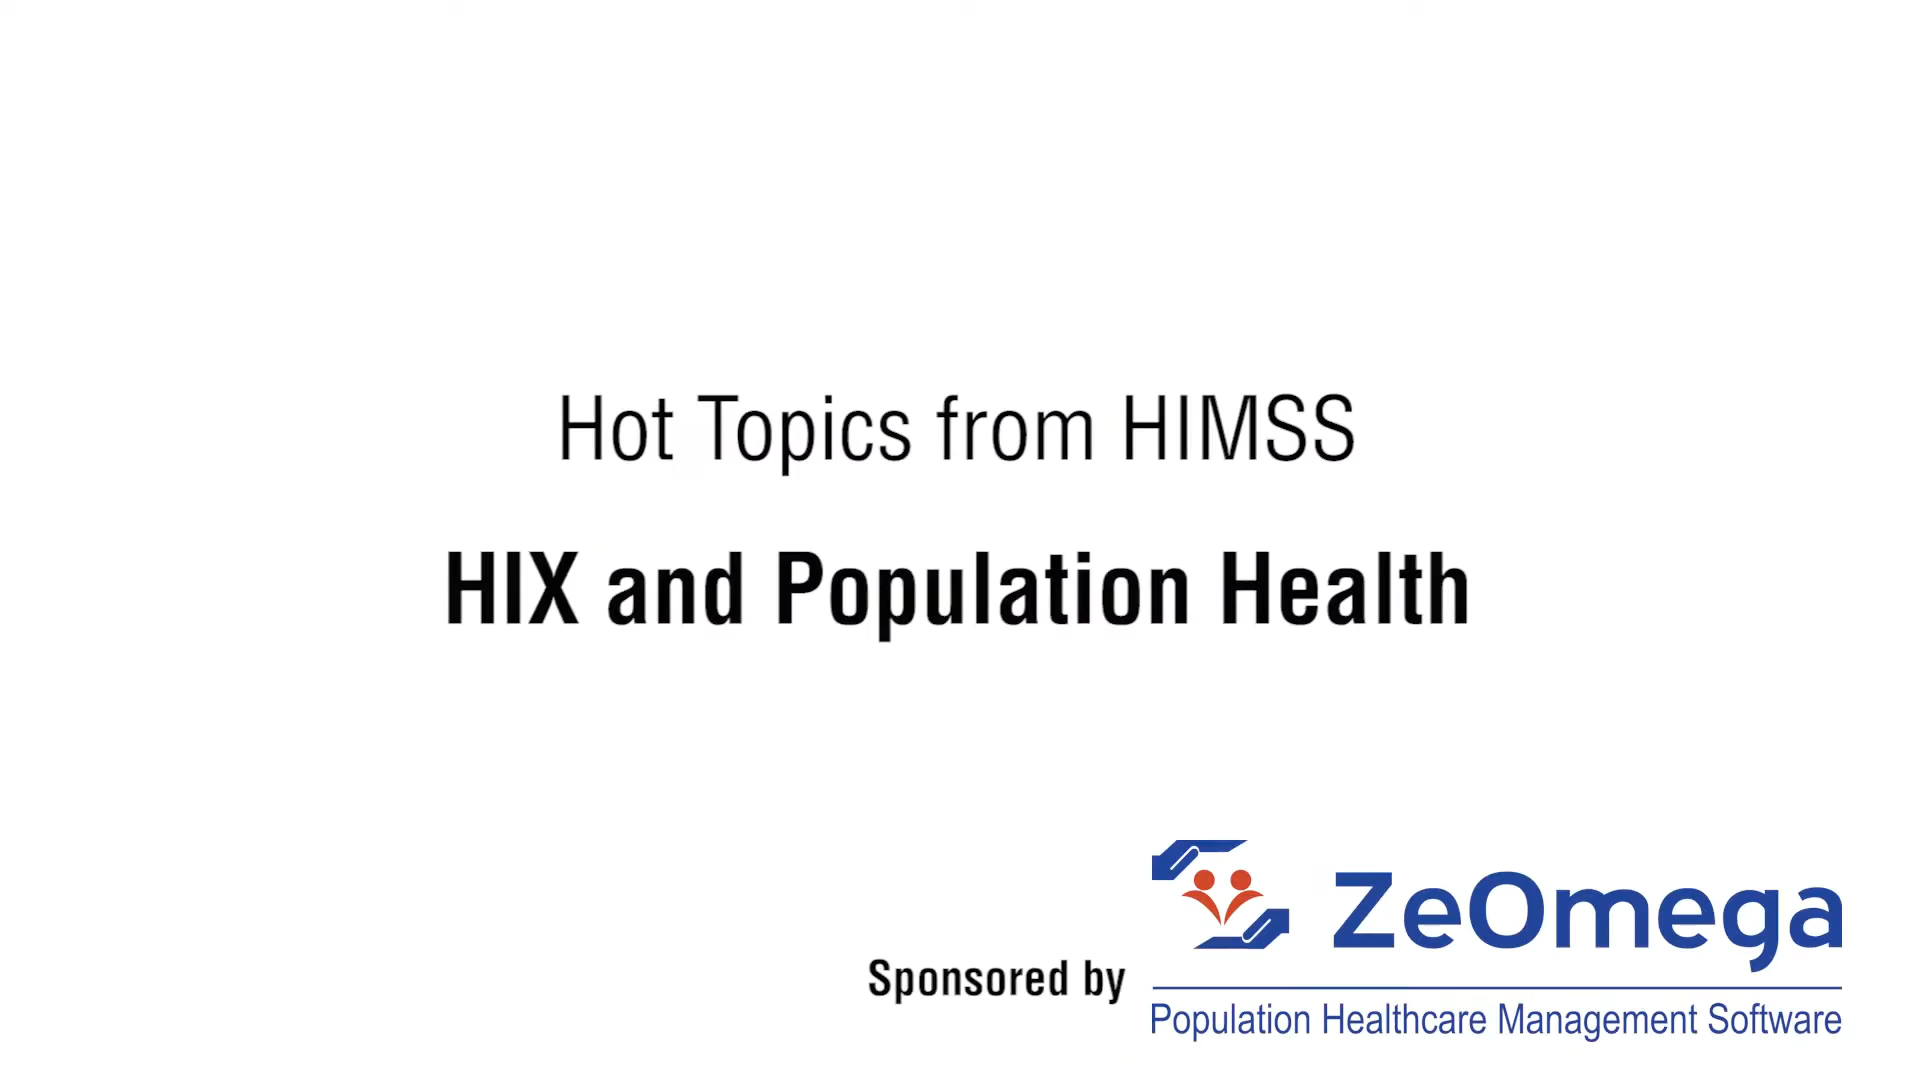 Hot Topics from HIMSS
HIX and Population Health
Sponsored by
ZeOmega
Population Healthcare Management Software